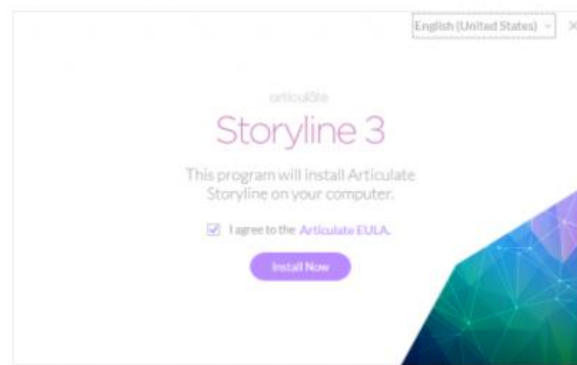 English (United States)
articulate
Storyline 3
This program will install Articulate
Storyline on your computer.
I agree to the Articulate EULA.
Install Now